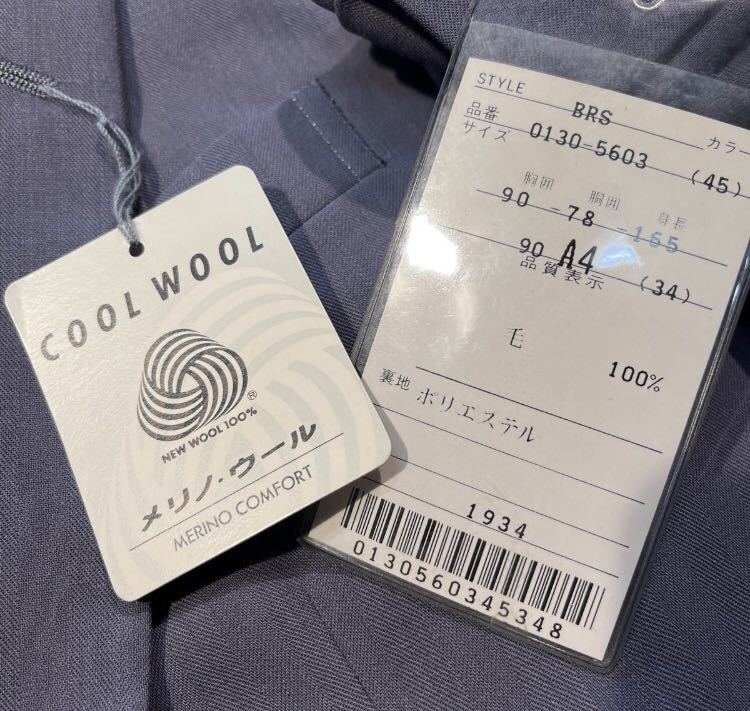 COOL WOOL
NEW WOOL 100%
®
メリノ・ウール
MERINO COMFORT
STYLE
BRS
品番
カラー
サイズ
0130-5603
(45)
胸囲 胴囲 身長
90 -78 -165
90 A4
(34)
品質表示
毛
100%
裏地 ポリエステル
1934
0130560345348